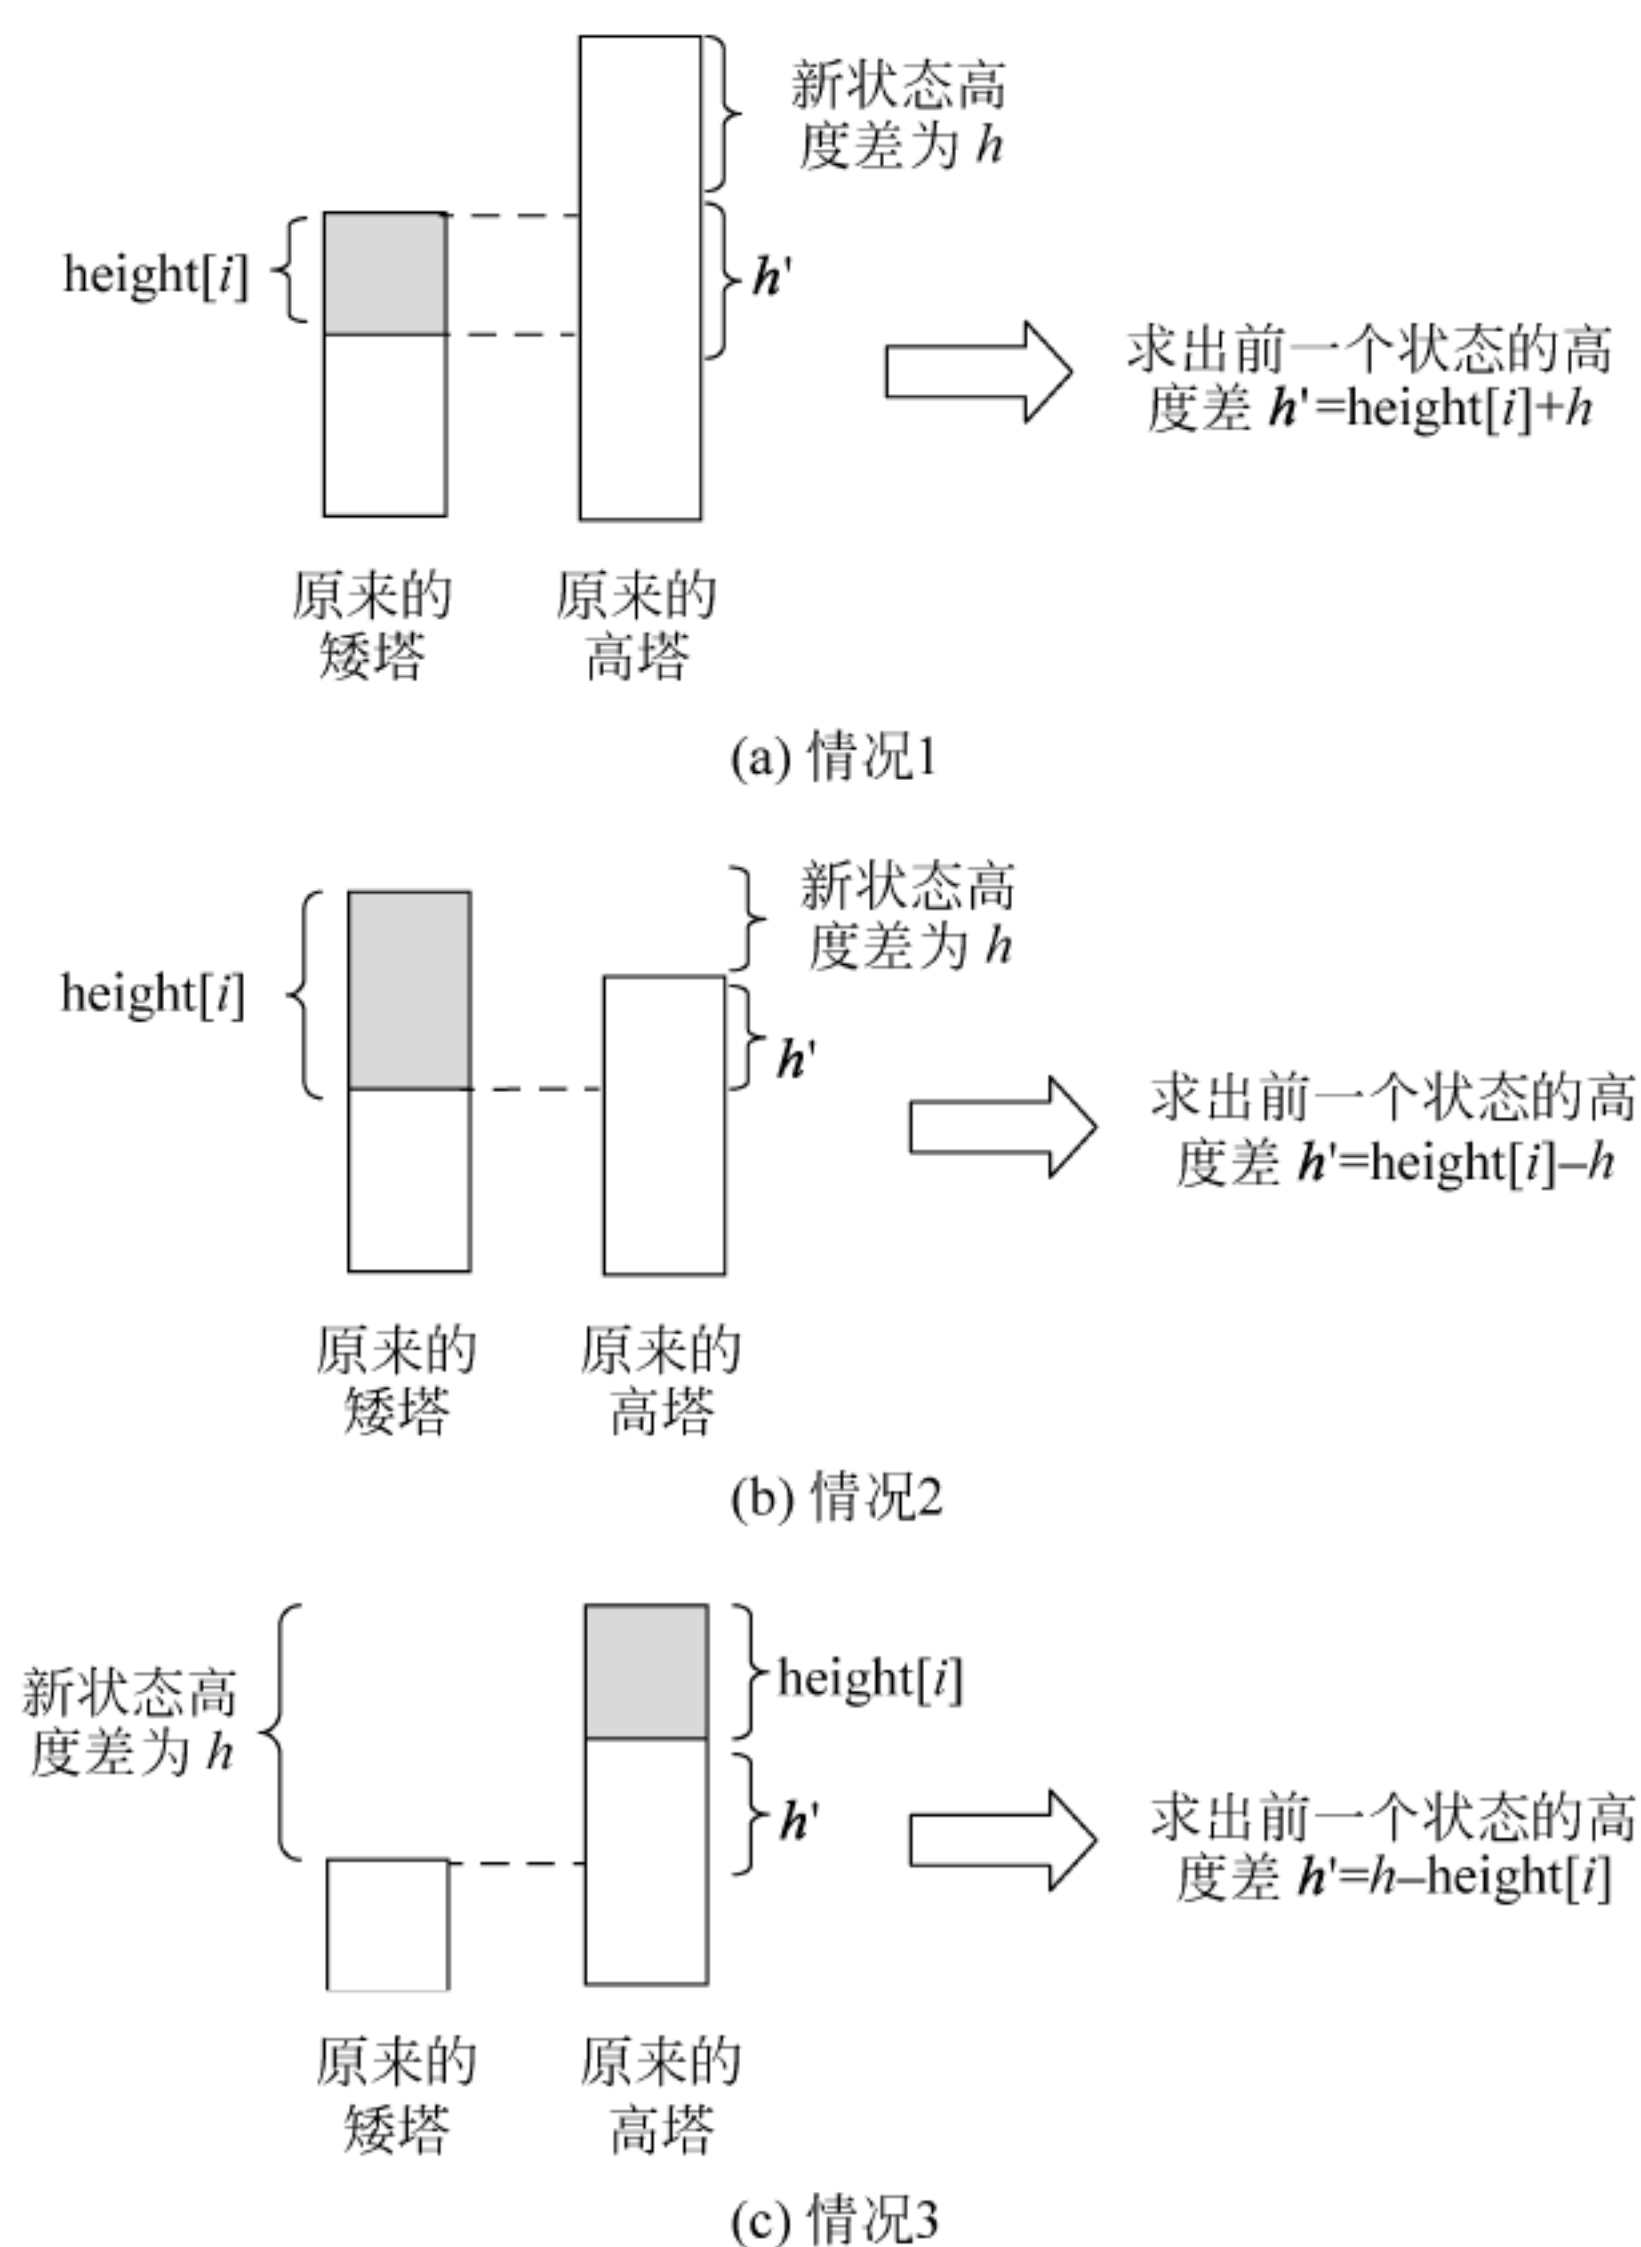 新状态高
度差为 h
height[i]
h'
求出前一个状态的高
度差 h'=height[i]+h
原来的
矮塔
原来的
高塔
(a) 情况1
新状态高
度差为 h
height[i]
h'
求出前一个状态的高
度差 h'=height[i]–h
原来的
矮塔
原来的
高塔
(b) 情况2
新状态高
度差为 h
height[i]
h'
求出前一个状态的高
度差 h'=h–height[i]
原来的
矮塔
原来的
高塔
(c) 情况3